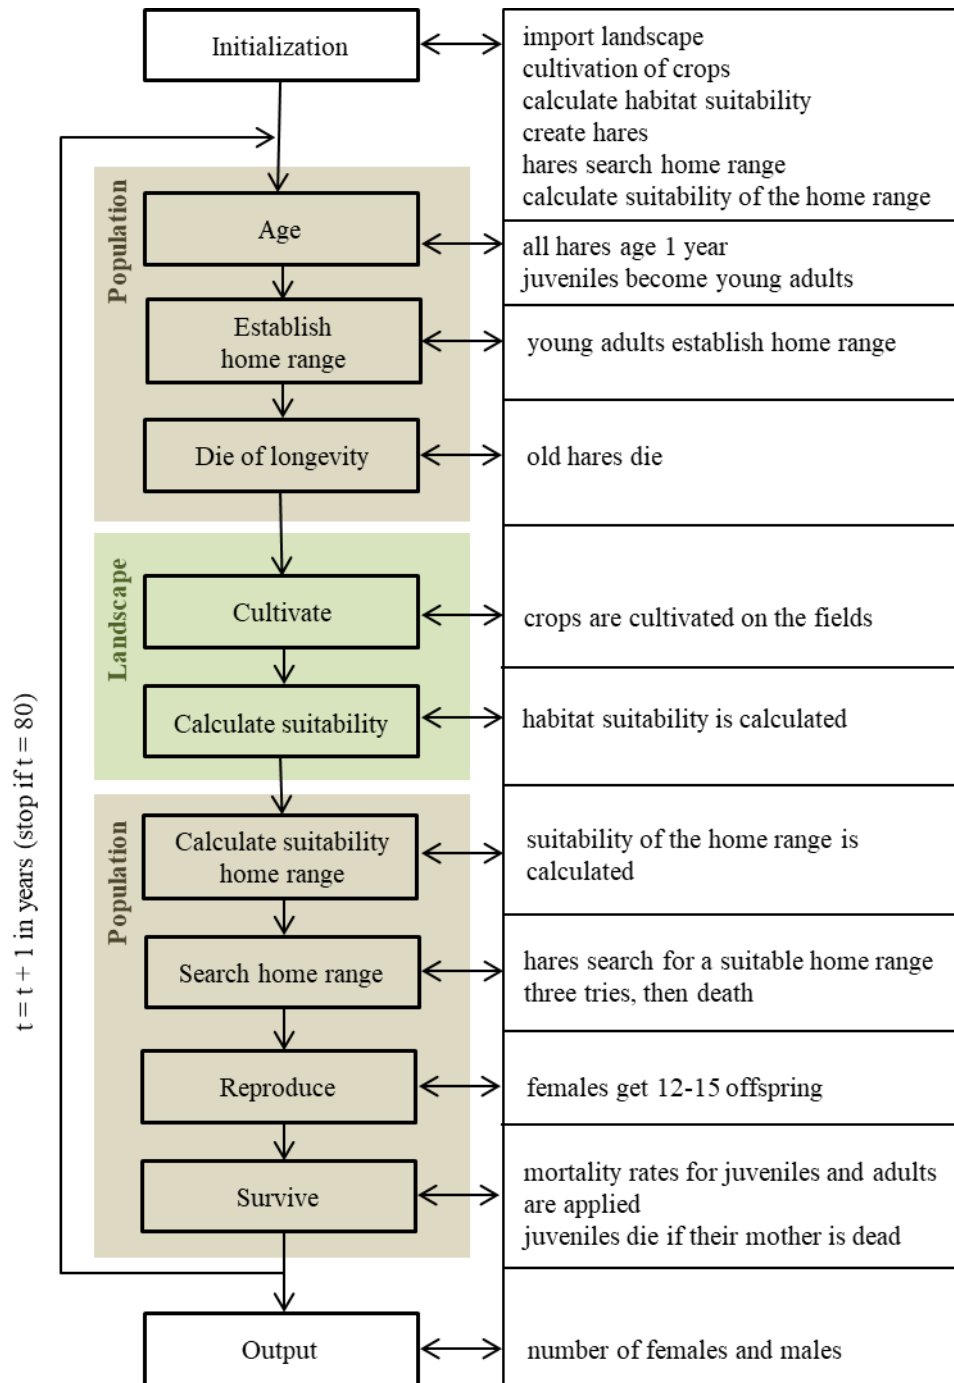 Initialization
import landscape
cultivation of crops
calculate habitat suitability
create hares
hares search home range
calculate suitability of the home range
Population
Age
all hares age 1 year
juveniles become young adults
Establish
home range
young adults establish home range
Die of longevity
old hares die
Landscape
Cultivate
crops are cultivated on the fields
Calculate suitability
habitat suitability is calculated
t = t + 1 in years (stop if t = 80)
Population
Calculate suitability
home range
suitability of the home range is
calculated
Search home range
hares search for a suitable home range
three tries, then death
Reproduce
females get 12-15 offspring
Survive
mortality rates for juveniles and adults
are applied
juveniles die if their mother is dead
Output
number of females and males